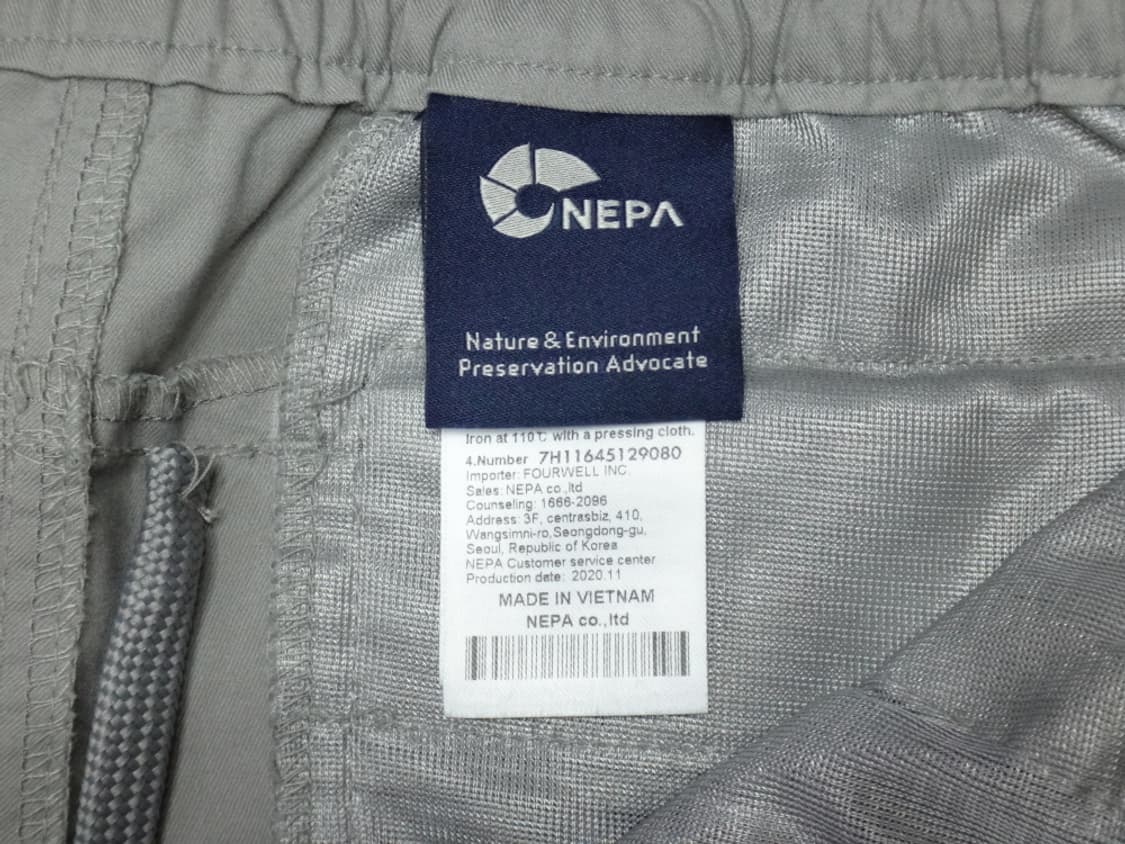 NEPA
Nature & Environment
Preservation Advocate
Iron at 110℃ with a pressing cloth.
4.Number 7H11645129080
Importer: FOURWELL INC.
Sales: NEPA co.,ltd
Counseling: 1666-2096
Address: 3F, centrasbiz, 410,
Wangsimni-ro,Seongdong-gu,
Seoul, Republic of Korea
NEPA Customer service center
Production date: 2020.11
MADE IN VIETNAM
NEPA co.,ltd